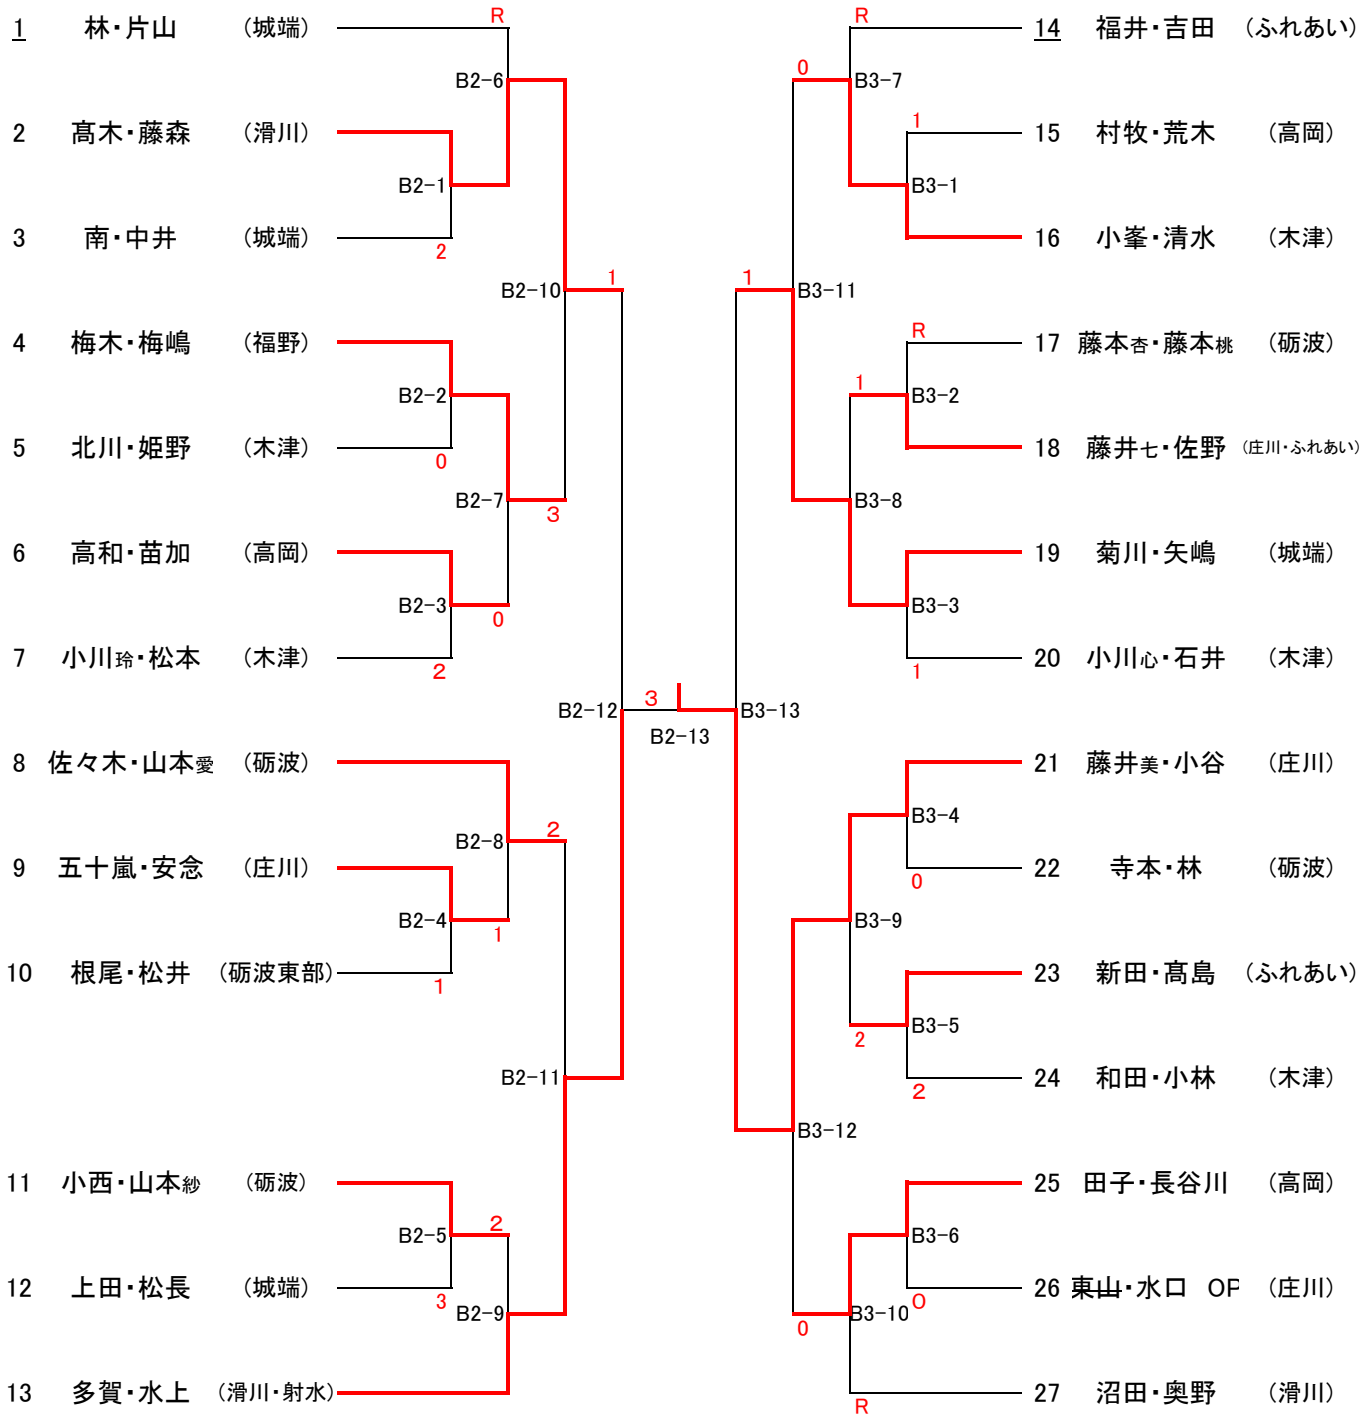 R
R
1 林・片山 （城端）
14 福井・吉田 （ふれあい）
0
B2-6
B3-7
1
2 髙木・藤森 （滑川）
15 村牧・荒木 （高岡）
B2-1
B3-1
3 南・中井 （城端）
16 小峯・清水 （木津）
2
1
1
B2-10
B3-11
R
4 梅木・梅嶋 （福野）
17 藤本杏・藤本桃 （砺波）
1
B2-2
B3-2
5 北川・姫野 （木津）
18 藤井七・佐野 （庄川・ふれあい）
0
B2-7
B3-8
3
6 高和・苗加 （高岡）
19 菊川・矢嶋 （城端）
B2-3
B3-3
0
7 小川玲・松本 （木津）
20 小川心・石井 （木津）
2
1
3
B2-12
B3-13
B2-13
8 佐々木・山本愛 （砺波）
21 藤井美・小谷 （庄川）
B3-4
2
B2-8
9 五十嵐・安念 （庄川）
22 寺本・林 （砺波）
0
B2-4
B3-9
1
10 根尾・松井 （砺波東部）
23 新田・髙島 （ふれあい）
1
B3-5
2
B2-11
24 和田・小林 （木津）
2
B3-12
11 小西・山本紗 （砺波）
25 田子・長谷川 （高岡）
2
B2-5
B3-6
12 上田・松長 （城端）
26 東山・水口 OP （庄川）
3
0
B2-9
B3-10
0
13 多賀・水上 （滑川・射水）
27 沼田・奥野 （滑川）
R